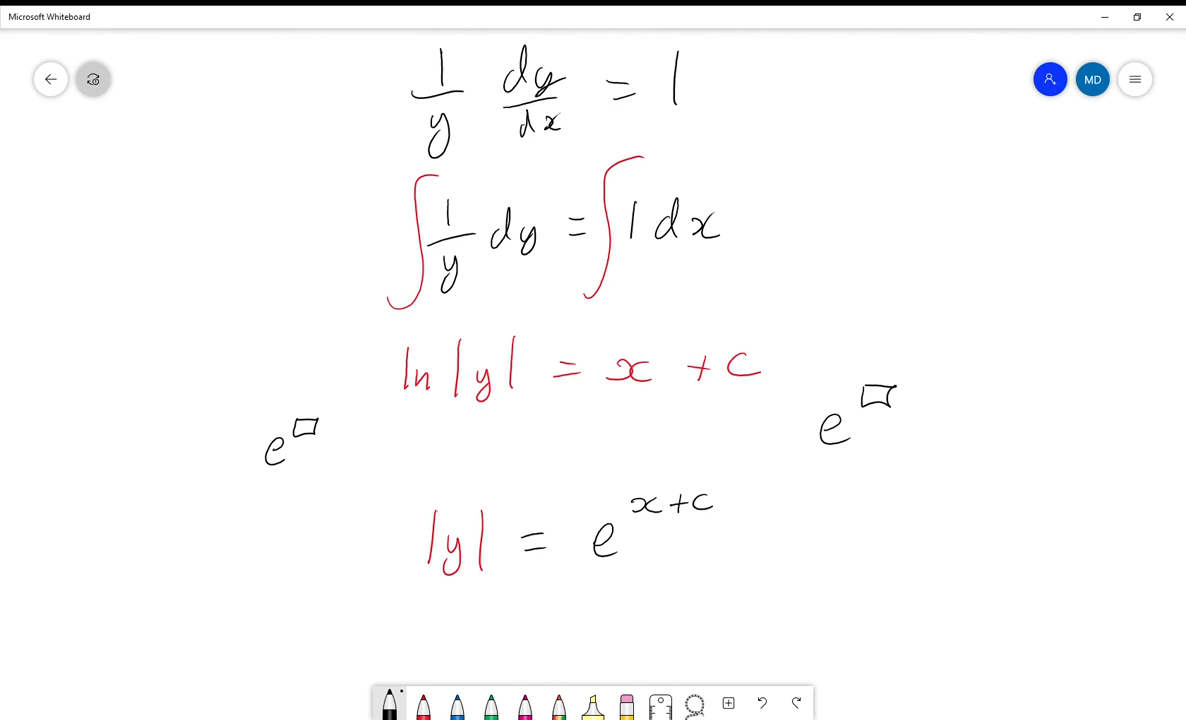 Microsoft Whiteboard
MD
1/y dy/dx = 1
∫ 1/y dy = ∫ 1 dx
ln |y| = x + c
e^□ e^□
|y| = e^(x+c)